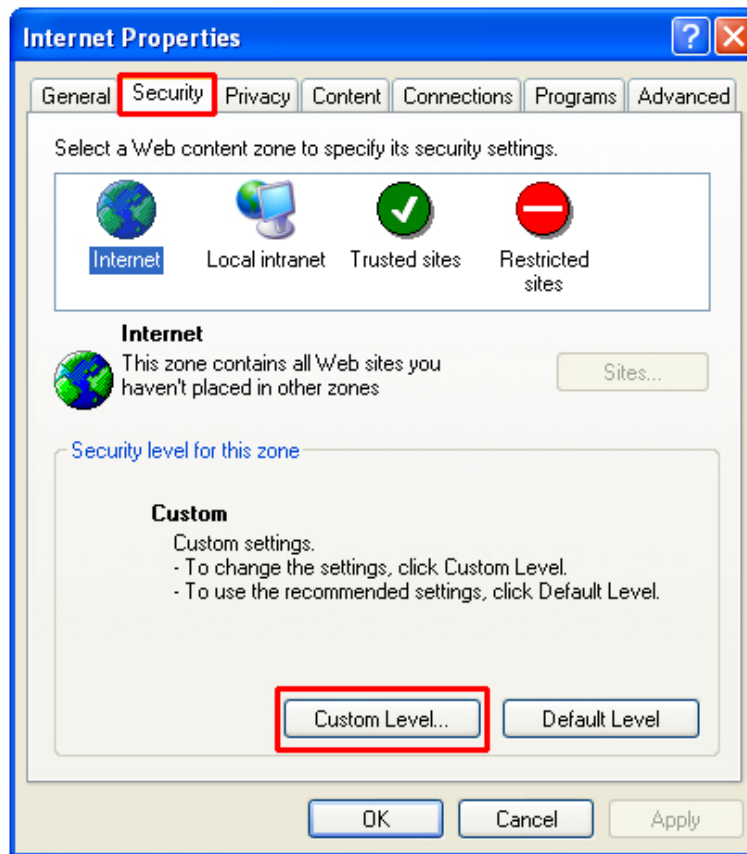 Internet Properties
General Security Privacy Content Connections Programs Advanced
Select a Web content zone to specify its security settings.
Internet Local intranet Trusted sites Restricted
sites
Internet
This zone contains all Web sites you
haven't placed in other zones
Sites...
Security level for this zone
Custom
Custom settings.
- To change the settings, click Custom Level.
- To use the recommended settings, click Default Level.
Custom Level... Default Level
OK Cancel Apply